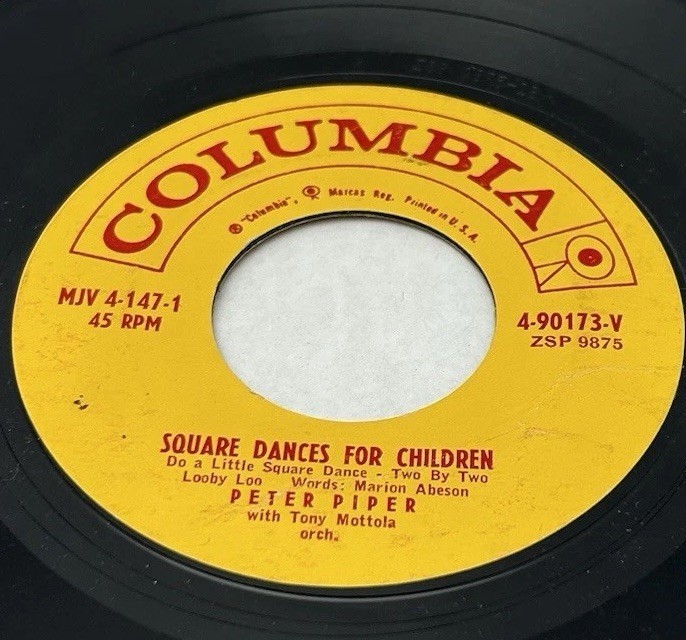 COLUMBIA
® "Columbia", Marcas Reg. Printed in U. S. A.
MJV 4-147-1
45 RPM
4-90173-V
ZSP 9875
SQUARE DANCES FOR CHILDREN
Do a Little Square Dance - Two By Two
Looby Loo Words: Marion Abeson
PETER PIPER
with Tony Mottola
orch.